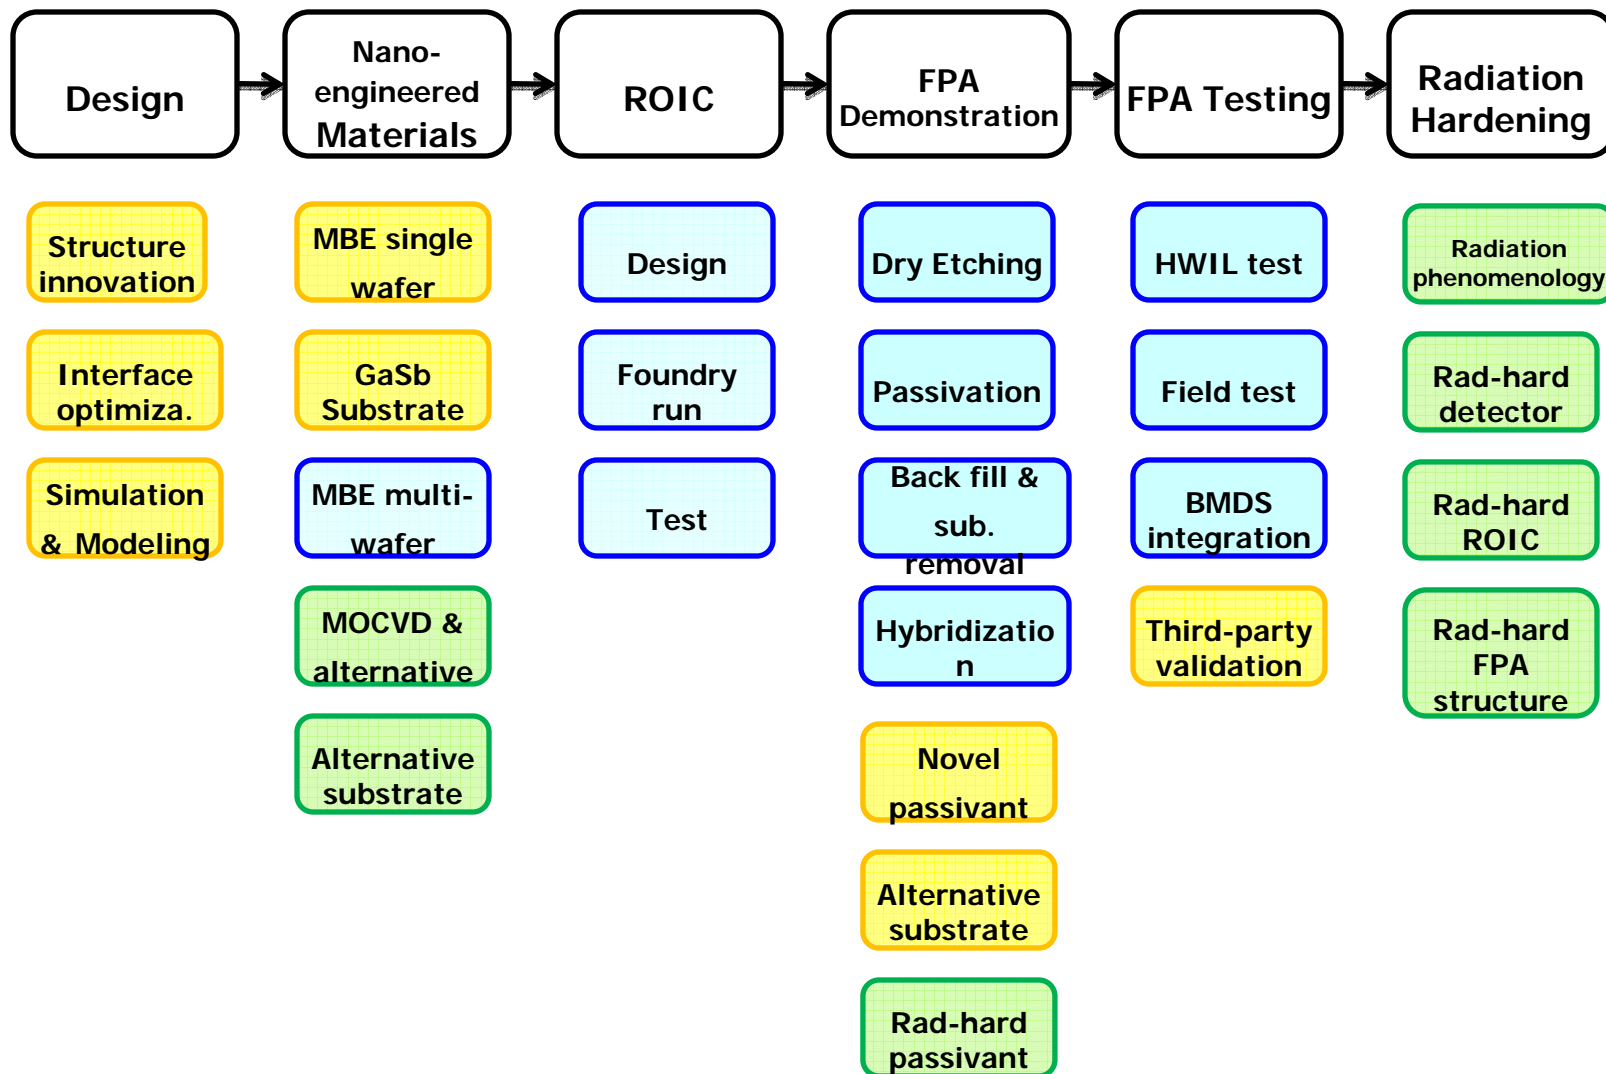 Design
Nano-
engineered
Materials
ROIC
FPA
Demonstration
FPA Testing
Radiation
Hardening
Structure
innovation
Interface
optimiza.
Simulation
& Modeling
MBE single
wafer
GaSb
Substrate
MBE multi-
wafer
MOCVD &
alternative
Alternative
substrate
Design
Foundry
run
Test
Dry Etching
Passivation
Back fill &
sub.
removal
Hybridizatio
n
Novel
passivant
Alternative
substrate
Rad-hard
passivant
HWIL test
Field test
BMDS
integration
Third-party
validation
Radiation
phenomenology
Rad-hard
detector
Rad-hard
ROIC
Rad-hard
FPA
structure